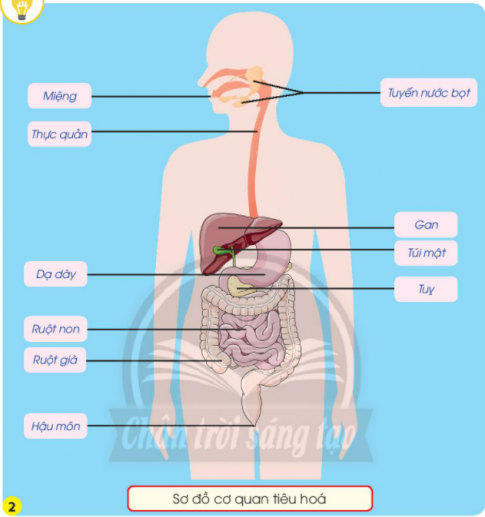 Miệng
Tuyến nước bọt
Thực quản
Gan
Túi mật
Dạ dày
Tuỵ
Ruột non
Ruột già
Hậu môn
Chân trời sáng tạo
Sơ đồ cơ quan tiêu hoá
2